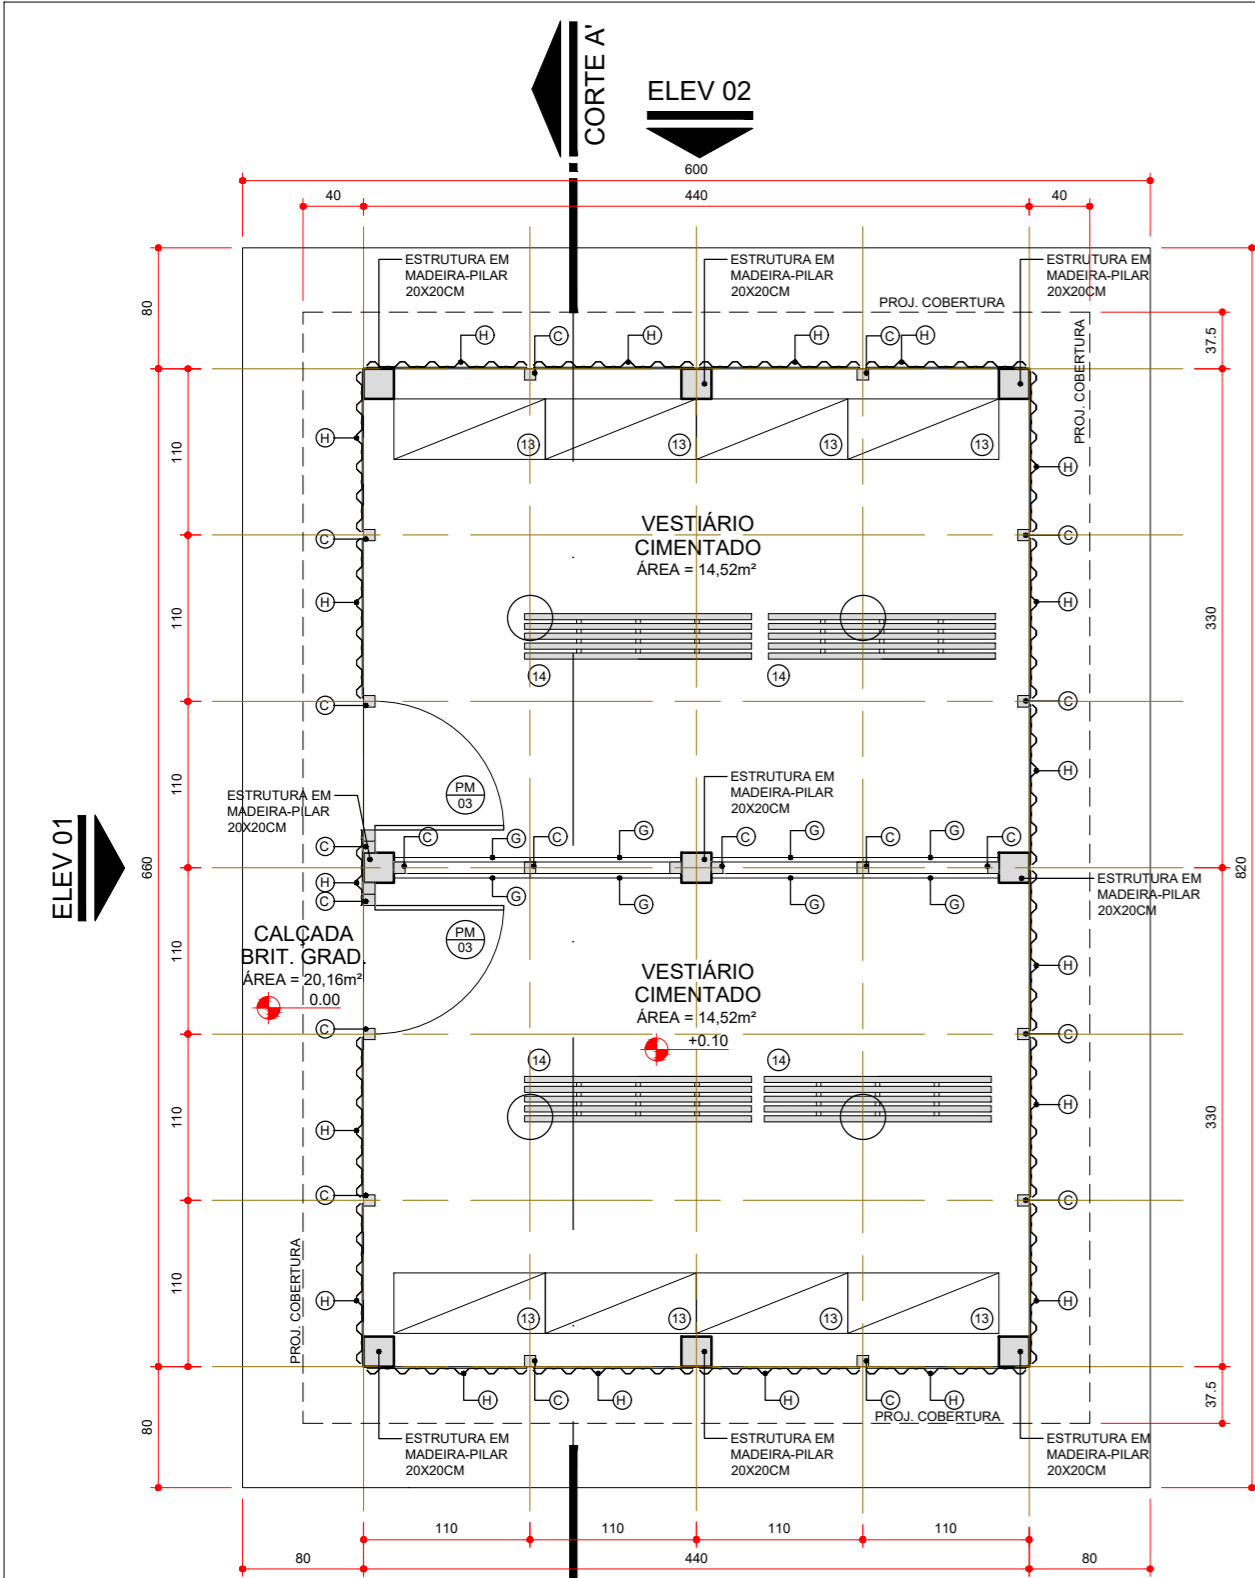 CORTE A'
ELEV 02
600
40
440
40
ESTRUTURA EM
MADEIRA-PILAR
20X20CM
ESTRUTURA EM
MADEIRA-PILAR
20X20CM
ESTRUTURA EM
MADEIRA-PILAR
20X20CM
PROJ. COBERTURA
80
37.5
PROJ. COBERTURA
H
C
H
H
C
H
13
13
13
13
H
H
110
VESTIÁRIO
CIMENTADO
ÁREA = 14,52m²
C
C
H
H
110
330
14
14
C
C
110
H
PM
03
ESTRUTURA EM
MADEIRA-PILAR
20X20CM
ESTRUTURA EM
MADEIRA-PILAR
20X20CM
C
C
G
C
G
C
G
C
G
C
ELEV 01
660
820
H
C
G
G
G
G
ESTRUTURA EM
MADEIRA-PILAR
20X20CM
PM
03
CALÇADA
BRIT. GRAD.
ÁREA = 20,16m²
0.00
110
VESTIÁRIO
CIMENTADO
ÁREA = 14,52m²
+0.10
H
C
C
14
14
H
H
110
330
C
C
110
PROJ. COBERTURA
H
H
13
13
13
13
H
C
H
H
C
H
37.5
PROJ. COBERTURA
80
ESTRUTURA EM
MADEIRA-PILAR
20X20CM
ESTRUTURA EM
MADEIRA-PILAR
20X20CM
ESTRUTURA EM
MADEIRA-PILAR
20X20CM
110
110
110
110
80
440
80